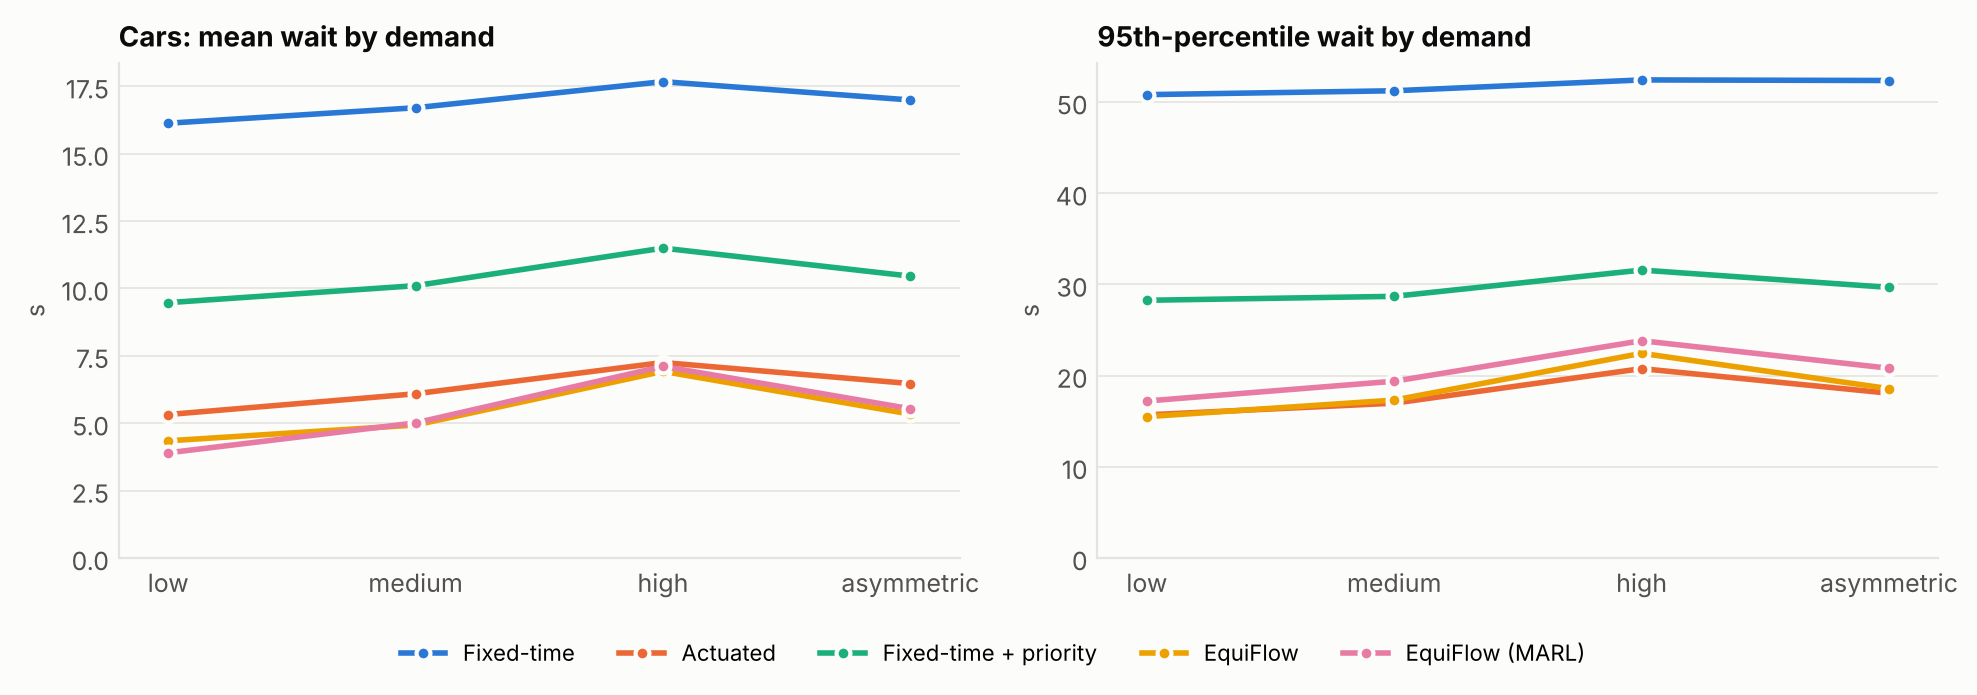 Cars: mean wait by demand
17.5
15.0
12.5
10.0
7.5
5.0
2.5
0.0
s
low medium high asymmetric
95th-percentile wait by demand
50
40
30
20
10
0
s
low medium high asymmetric
Fixed-time Actuated Fixed-time + priority EquiFlow EquiFlow (MARL)